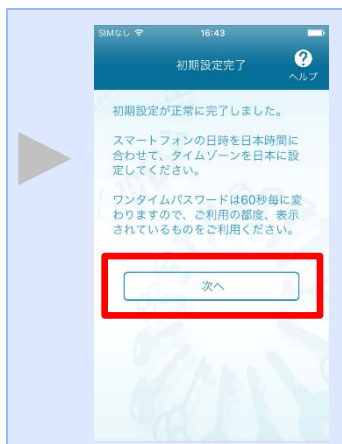 SIMなし 16:43
初期設定完了
?
ヘルプ
初期設定が正常に完了しました。
スマートフォンの日時を日本時間に
合わせて、タイムゾーンを日本に設
定してください。
ワンタイムパスワードは60秒毎に変
わりますので、ご利用の都度、表示
されているものをご利用ください。
次へ